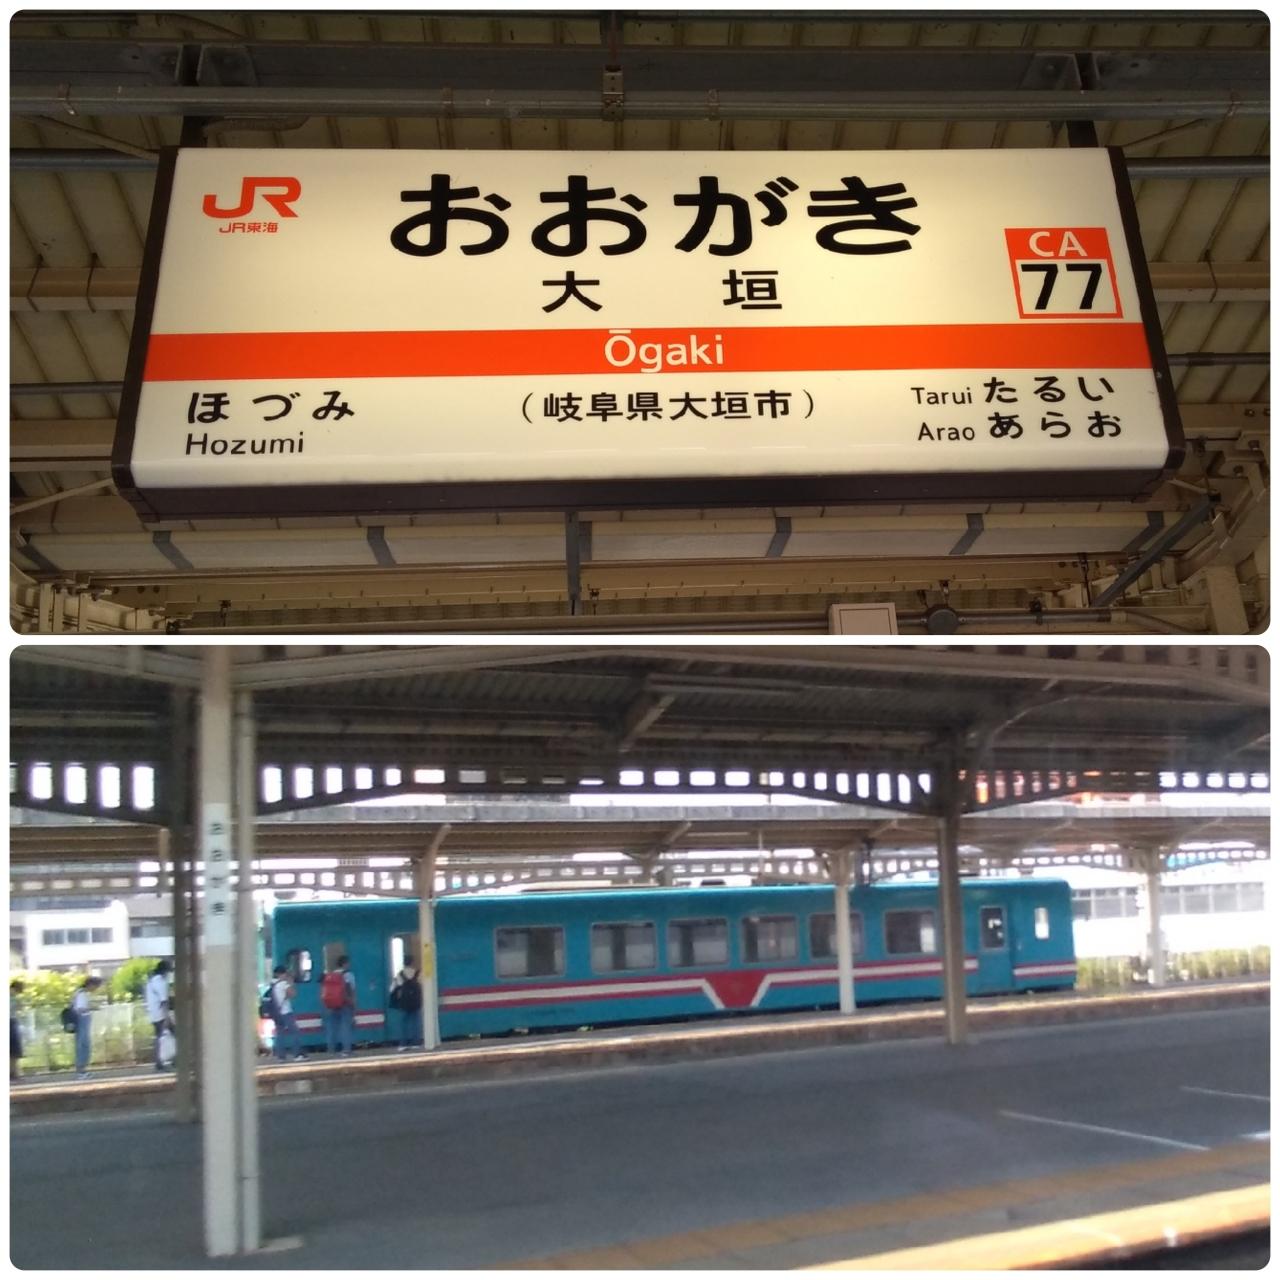 JR
JR東海
おおがき
CA
77
大垣
Ōgaki
ほづみ
Hozumi
（岐阜県大垣市）
Tarui たるい
Arao あらお
おおがき